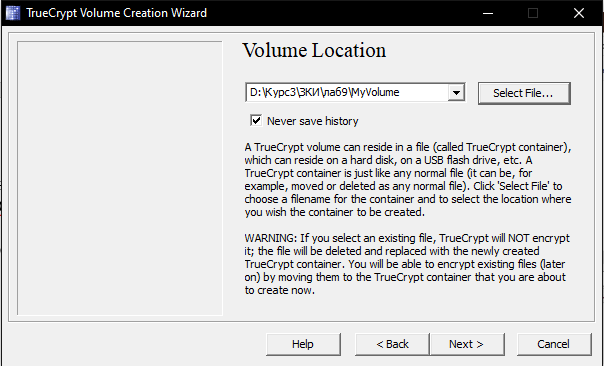 TrueCrypt Volume Creation Wizard
Volume Location
D:\Курс3\ЗКИ\лаб9\MyVolume
Select File...
Never save history
A TrueCrypt volume can reside in a file (called TrueCrypt container),
which can reside on a hard disk, on a USB flash drive, etc. A
TrueCrypt container is just like any normal file (it can be, for
example, moved or deleted as any normal file). Click 'Select File' to
choose a filename for the container and to select the location where
you wish the container to be created.
WARNING: If you select an existing file, TrueCrypt will NOT encrypt
it; the file will be deleted and replaced with the newly created
TrueCrypt container. You will be able to encrypt existing files (later
on) by moving them to the TrueCrypt container that you are about
to create now.
Help
< Back
Next >
Cancel